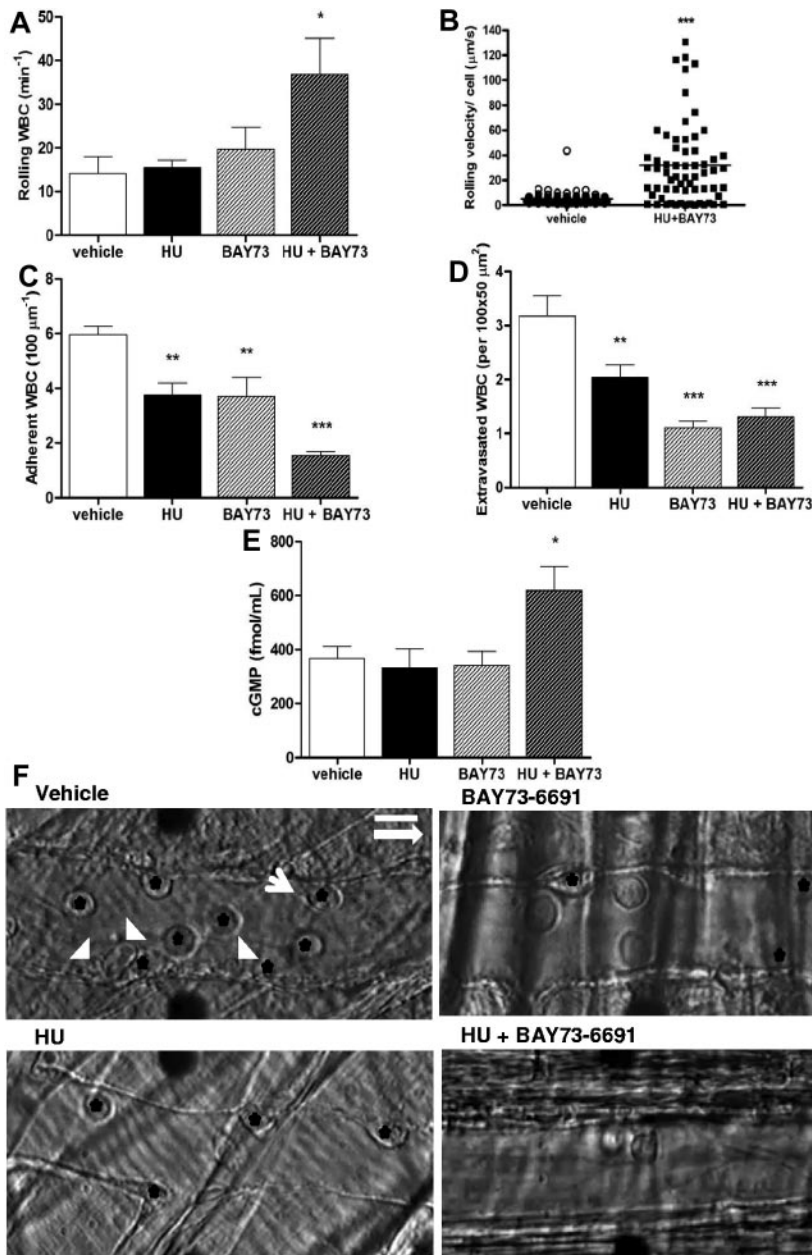 A
Rolling WBC (min⁻¹)
50
40
30
20
10
0
*
vehicle
HU
BAY73
HU + BAY73
B
Rolling velocity/ cell (µm/s)
140
120
100
80
60
40
20
0
***
vehicle
HU+BAY73
C
Adherent WBC (100 µm⁻¹)
8
6
4
2
0
**
**
***
vehicle
HU
BAY73
HU + BAY73
D
Extravasated WBC (per 100x50 µm²)
4
3
2
1
0
**
***
***
vehicle
HU
BAY73
HU + BAY73
E
cGMP (fmol/mL)
800
600
400
200
0
*
vehicle
HU
BAY73
HU + BAY73
F
Vehicle
BAY73-6691
HU
HU + BAY73-6691